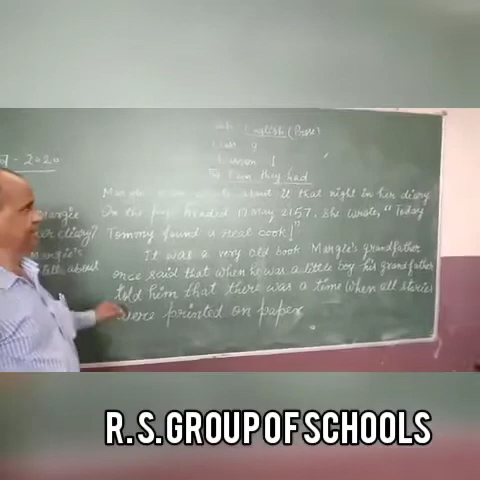 Sub: English (Prose)
Class 9
Lesson 1
fun they had
7 - 2020
Margie even wrote about it that night in her diary
On the page headed 17 May 2157, she wrote, "Today
Tommy found a real book!"
It was a very old book Margie's grandfather
once said that when he was a little boy his grandfather
told him that there was a time when all stories
were printed on paper
Margie
diary?
Margie's
tell about
R.S. GROUP OF SCHOOLS